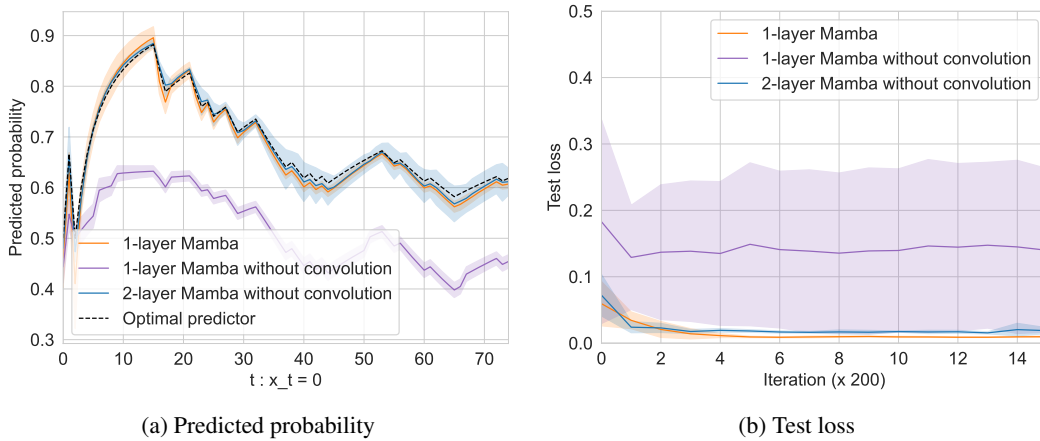 0.9
0.8
0.7
0.6
0.5
0.4
0.3
Predicted probability
1-layer Mamba
1-layer Mamba without convolution
2-layer Mamba without convolution
Optimal predictor
0 10 20 30 40 50 60 70
t : x_t = 0
(a) Predicted probability
0.5
0.4
0.3
0.2
0.1
0.0
Test loss
1-layer Mamba
1-layer Mamba without convolution
2-layer Mamba without convolution
0 2 4 6 8 10 12 14
Iteration (x 200)
(b) Test loss